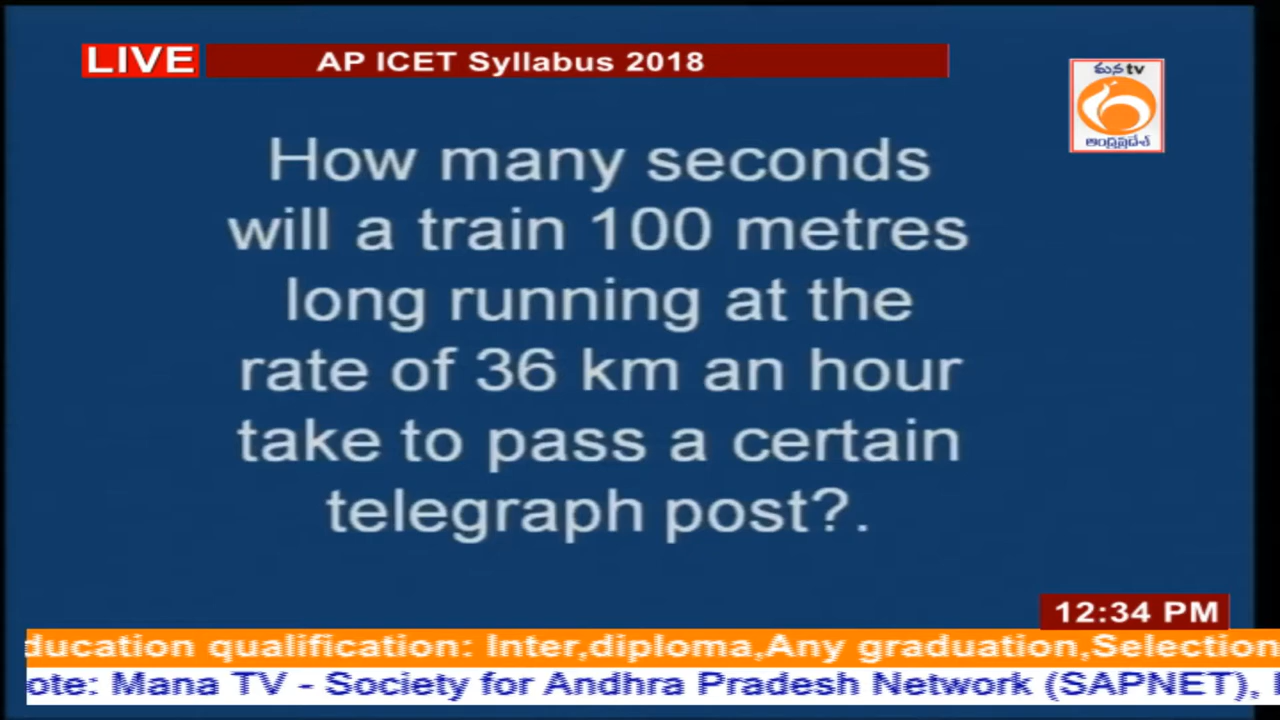 LIVE
AP ICET Syllabus 2018
మన tv
ఆంధ్రప్రదేశ్
How many seconds
will a train 100 metres
long running at the
rate of 36 km an hour
take to pass a certain
telegraph post?.
12:34 PM
ducation qualification: Inter,diploma,Any graduation,Selection
ote: Mana TV - Society for Andhra Pradesh Network (SAPNET),